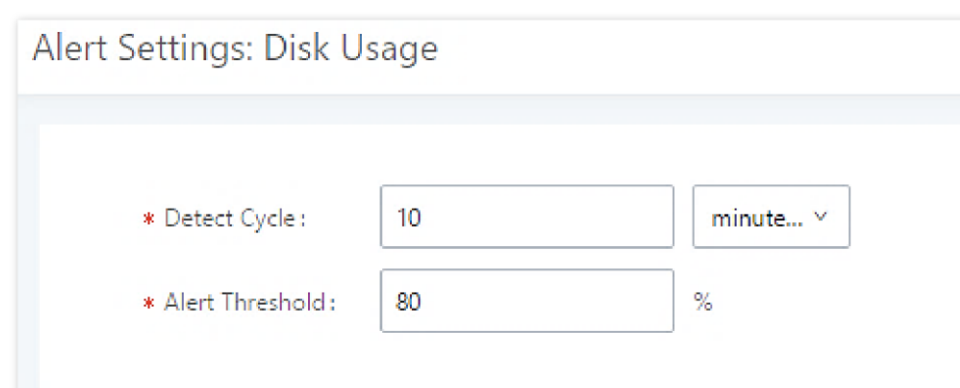 Alert Settings: Disk Usage
* Detect Cycle : 10 minute...
* Alert Threshold : 80 %